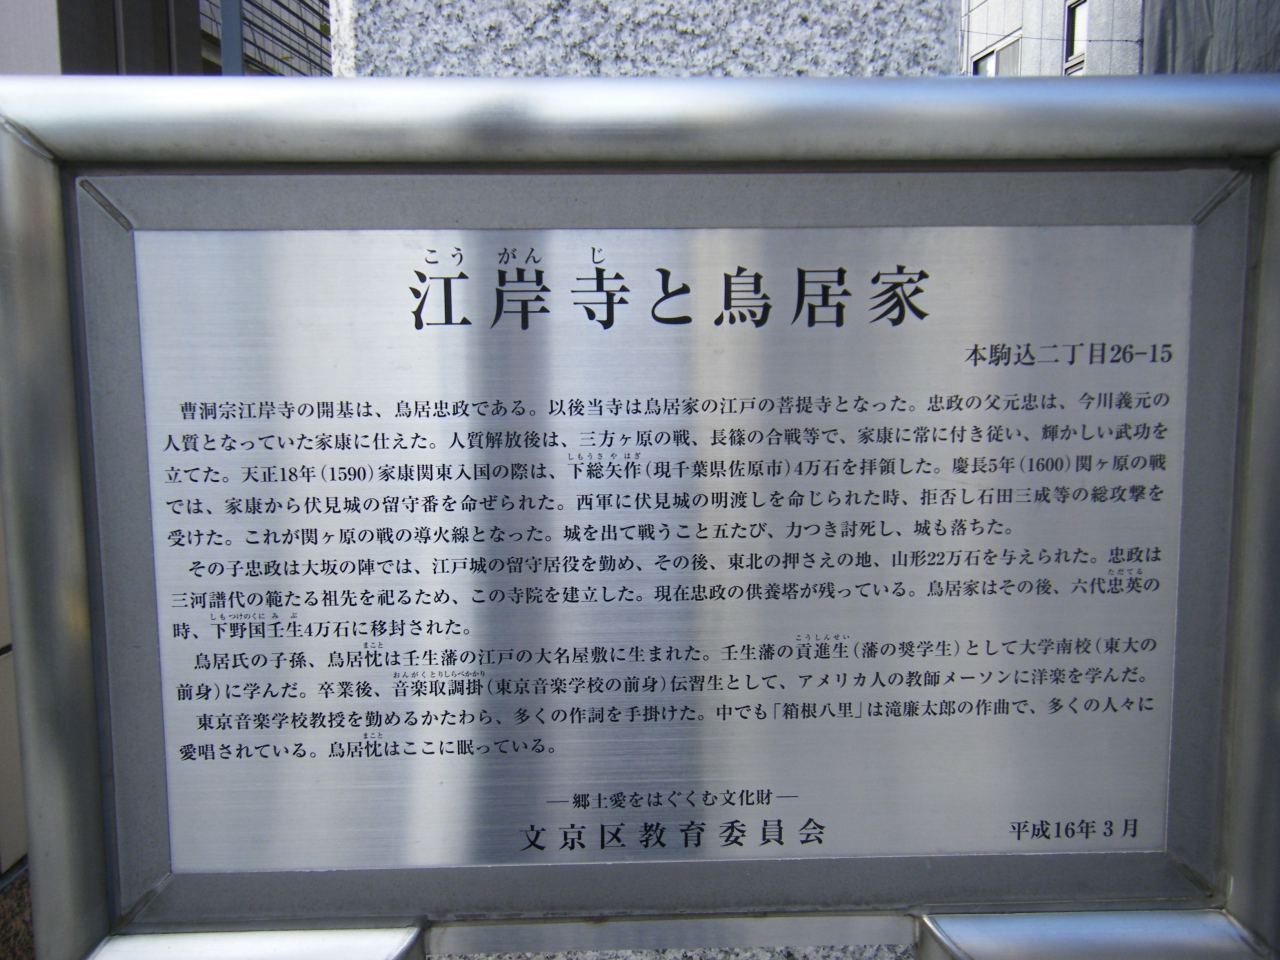 こう がん じ
江岸寺と鳥居家
本駒込二丁目26-15
曹洞宗江岸寺の開基は、鳥居忠政である。以後当寺は鳥居家の江戸の菩提寺となった。忠政の父元忠は、今川義元の
人質となっていた家康に仕えた。人質解放後は、三方ヶ原の戦、長篠の合戦等で、家康に常に付き従い、輝かしい武功を
しもうさ や はぎ
立てた。天正18年(1590)家康関東入国の際は、下総矢作(現千葉県佐原市)4万石を拝領した。慶長5年(1600)関ヶ原の戦
では、家康から伏見城の留守番を命ぜられた。西軍に伏見城の明渡しを命じられた時、拒否し石田三成等の総攻撃を
受けた。これが関ヶ原の戦の導火線となった。城を出て戦うこと五たび、力つき討死し、城も落ちた。
その子忠政は大坂の陣では、江戸城の留守居役を勤め、その後、東北の押さえの地、山形22万石を与えられた。忠政は
ただてる
三河譜代の範たる祖先を祀るため、この寺院を建立した。現在忠政の供養塔が残っている。鳥居家はその後、六代忠英の
しもつけのくに み ぶ
時、下野国壬生4万石に移封された。
まこと こうしんせい
鳥居氏の子孫、鳥居忱は壬生藩の江戸の大名屋敷に生まれた。壬生藩の貢進生(藩の奨学生)として大学南校(東大の
おんがくとりしらべかかり
前身)に学んだ。卒業後、音楽取調掛(東京音楽学校の前身)伝習生として、アメリカ人の教師メーソンに洋楽を学んだ。
東京音楽学校教授を勤めるかたわら、多くの作詞を手掛けた。中でも「箱根八里」は滝廉太郎の作曲で、多くの人々に
まこと
愛唱されている。鳥居忱はここに眠っている。
―郷土愛をはぐくむ文化財―
文京区教育委員会
平成16年3月